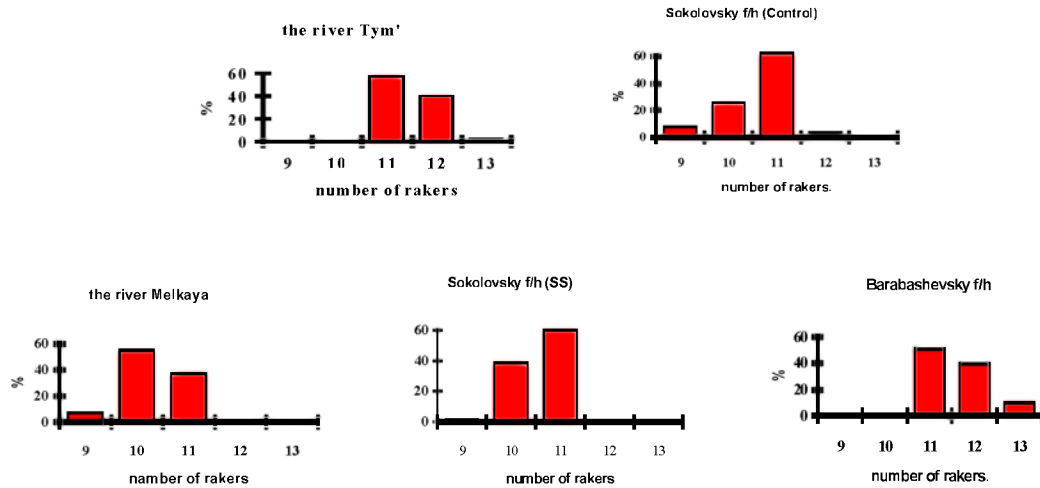 the river Tym'
60
40
20
0
%
9 10 11 12 13
number of rakers
Sokolovsky f/h (Control)
60
40
20
0
%
9 10 11 12 13
number of rakers.
the river Melkaya
60
40
20
0
%
9 10 11 12 13
namber of rakers
Sokolovsky f/h (SS)
60
40
20
0
9 10 11 12 13
number of rakers
Barabashevsky f/h
60
40
20
0
%
9 10 11 12 13
number of rakers.